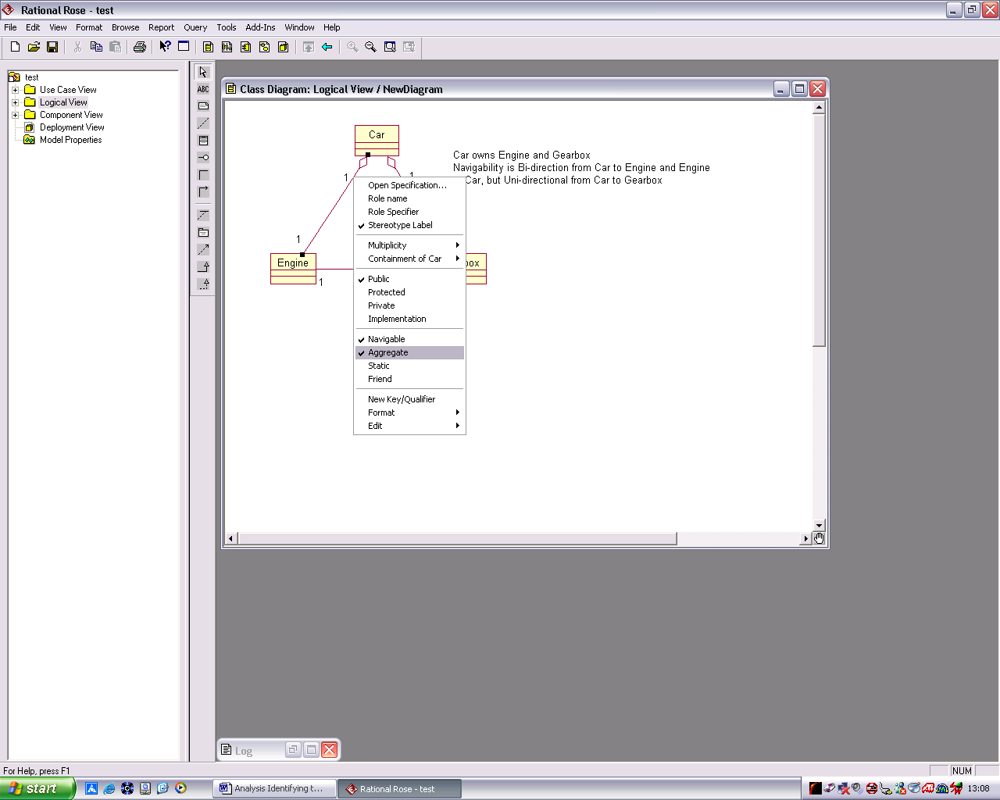 Rational Rose - test
File Edit View Format Browse Report Query Tools Add-Ins Window Help
ABC
test
Use Case View
Logical View
Component View
Deployment View
Model Properties
Class Diagram: Logical View / NewDiagram
Car
Car owns Engine and Gearbox
Navigability is Bi-direction from Car to Engine and Engine
Car, but Uni-directional from Car to Gearbox
1
1
1
Engine
1
box
Open Specification...
Role name
Role Specifier
Stereotype Label
Multiplicity
Containment of Car
Public
Protected
Private
Implementation
Navigable
Aggregate
Static
Friend
New Key/Qualifier
Format
Edit
Log
For Help, press F1
NUM
start
Analysis Identifying t...
Rational Rose - test
13:08